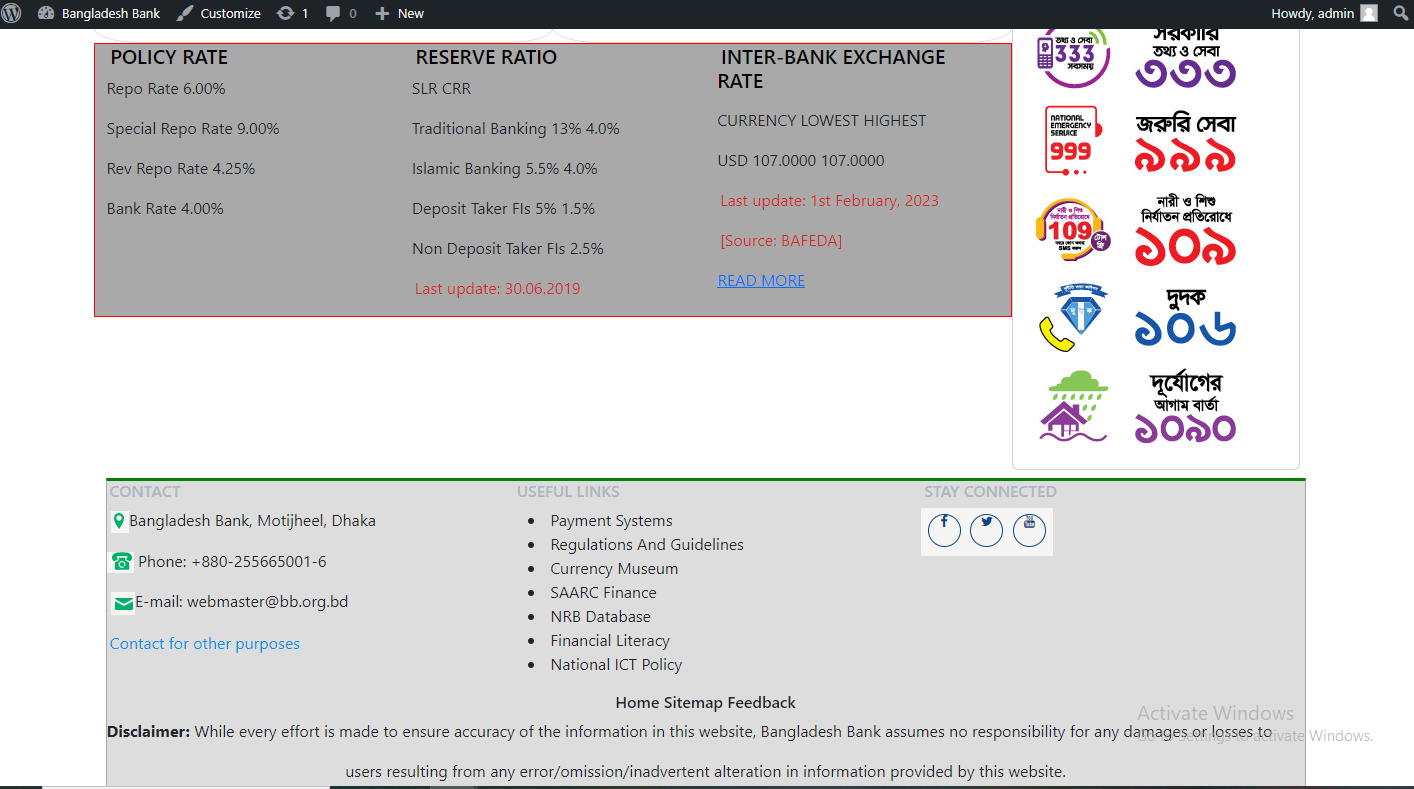 Bangladesh Bank Customize 1 0 New Howdy, admin
POLICY RATE
Repo Rate 6.00%
Special Repo Rate 9.00%
Rev Repo Rate 4.25%
Bank Rate 4.00%
RESERVE RATIO
SLR CRR
Traditional Banking 13% 4.0%
Islamic Banking 5.5% 4.0%
Deposit Taker FIs 5% 1.5%
Non Deposit Taker FIs 2.5%
Last update: 30.06.2019
INTER-BANK EXCHANGE
RATE
CURRENCY LOWEST HIGHEST
USD 107.0000 107.0000
Last update: 1st February, 2023
[Source: BAFEDA]
READ MORE
তথ্য ও সেবা
333
সবসময়
সরকারি
তথ্য ও সেবা
৩৩৩
NATIONAL
EMERGENCY
SERVICE
999
জরুরি সেবা
৯৯৯
নারী ও শিশু
নির্যাতন প্রতিরোধে
109
নারী ও শিশু
নির্যাতন প্রতিরোধে
১০৯
দুদক
১০৬
দূর্যোগের
আগাম বার্তা
১০৯০
CONTACT
Bangladesh Bank, Motijheel, Dhaka
Phone: +880-255665001-6
E-mail: webmaster@bb.org.bd
Contact for other purposes
USEFUL LINKS
Payment Systems
Regulations And Guidelines
Currency Museum
SAARC Finance
NRB Database
Financial Literacy
National ICT Policy
STAY CONNECTED
You
Tube
Home Sitemap Feedback
Disclaimer: While every effort is made to ensure accuracy of the information in this website, Bangladesh Bank assumes no responsibility for any damages or losses to
users resulting from any error/omission/inadvertent alteration in information provided by this website.
Activate Windows
Go to Settings to activate Windows.